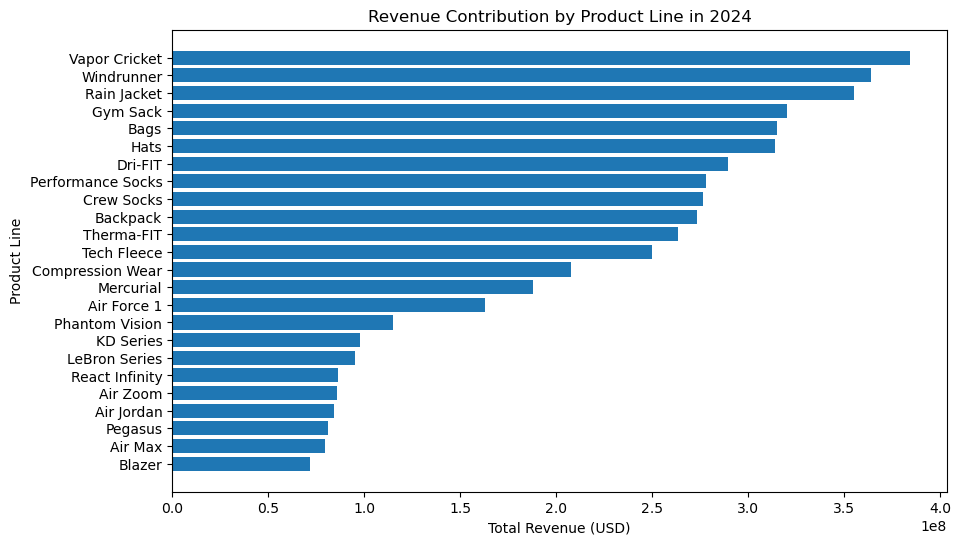 Revenue Contribution by Product Line in 2024
Product Line
Vapor Cricket
Windrunner
Rain Jacket
Gym Sack
Bags
Hats
Dri-FIT
Performance Socks
Crew Socks
Backpack
Therma-FIT
Tech Fleece
Compression Wear
Mercurial
Air Force 1
Phantom Vision
KD Series
LeBron Series
React Infinity
Air Zoom
Air Jordan
Pegasus
Air Max
Blazer
0.0 0.5 1.0 1.5 2.0 2.5 3.0 3.5 4.0
1e8
Total Revenue (USD)